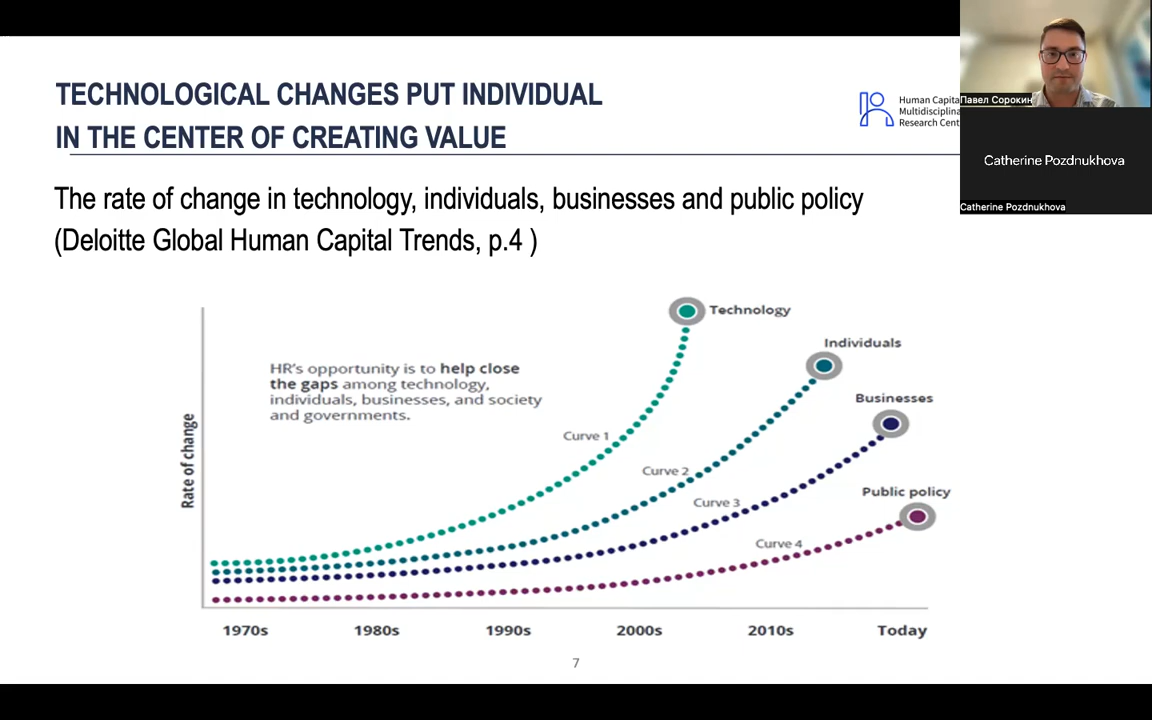 TECHNOLOGICAL CHANGES PUT INDIVIDUAL
IN THE CENTER OF CREATING VALUE
Human Capita
Multidisciplina
Research Cent
Павел Сорокин
Catherine Pozdnukhova
Catherine Pozdnukhova
The rate of change in technology, individuals, businesses and public policy
(Deloitte Global Human Capital Trends, p.4 )
Technology
Individuals
HR's opportunity is to help close
the gaps among technology,
individuals, businesses, and society
and governments.
Businesses
Curve 1
Curve 2
Public policy
Curve 3
Curve 4
Rate of change
1970s 1980s 1990s 2000s 2010s Today
7